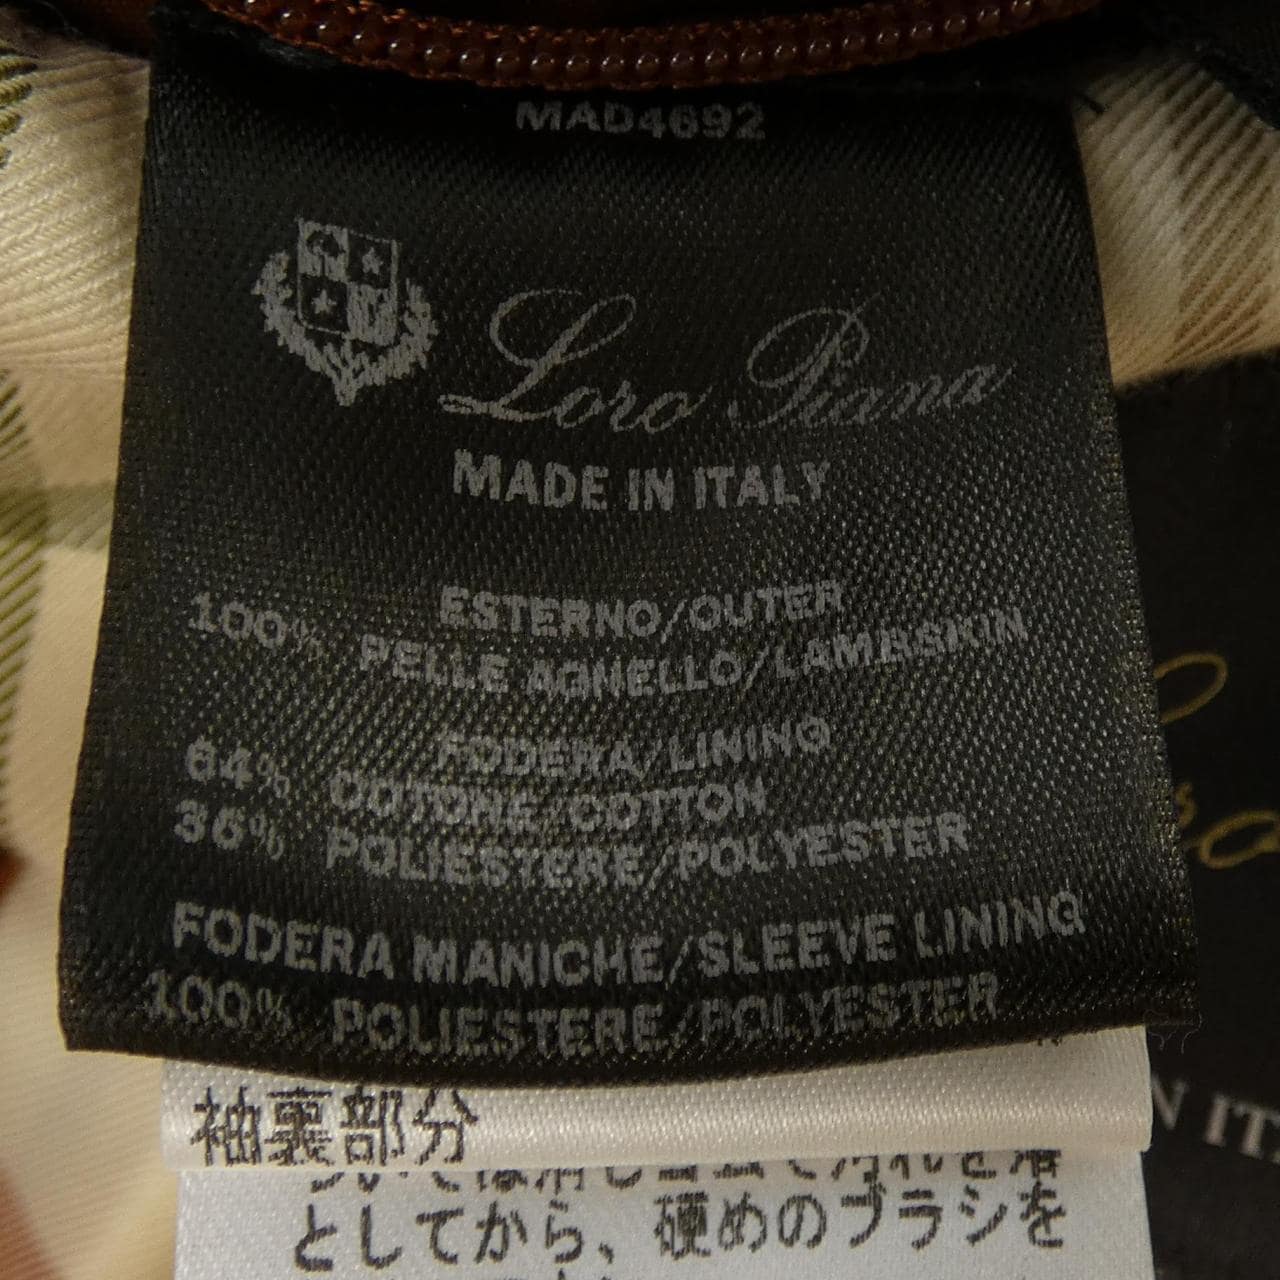 MAD4692
Loro Piana
MADE IN ITALY
ESTERNO/OUTER
100% PELLE AGNELLO/LAMBSKIN
FODERA/LINING
64% COTONE/COTTON
36% POLIESTERE/POLYESTER
FODERA MANICHE/SLEEVE LINING
100% POLIESTERE/POLYESTER
袖裏部分
としてから、硬めのブラシを
N IT